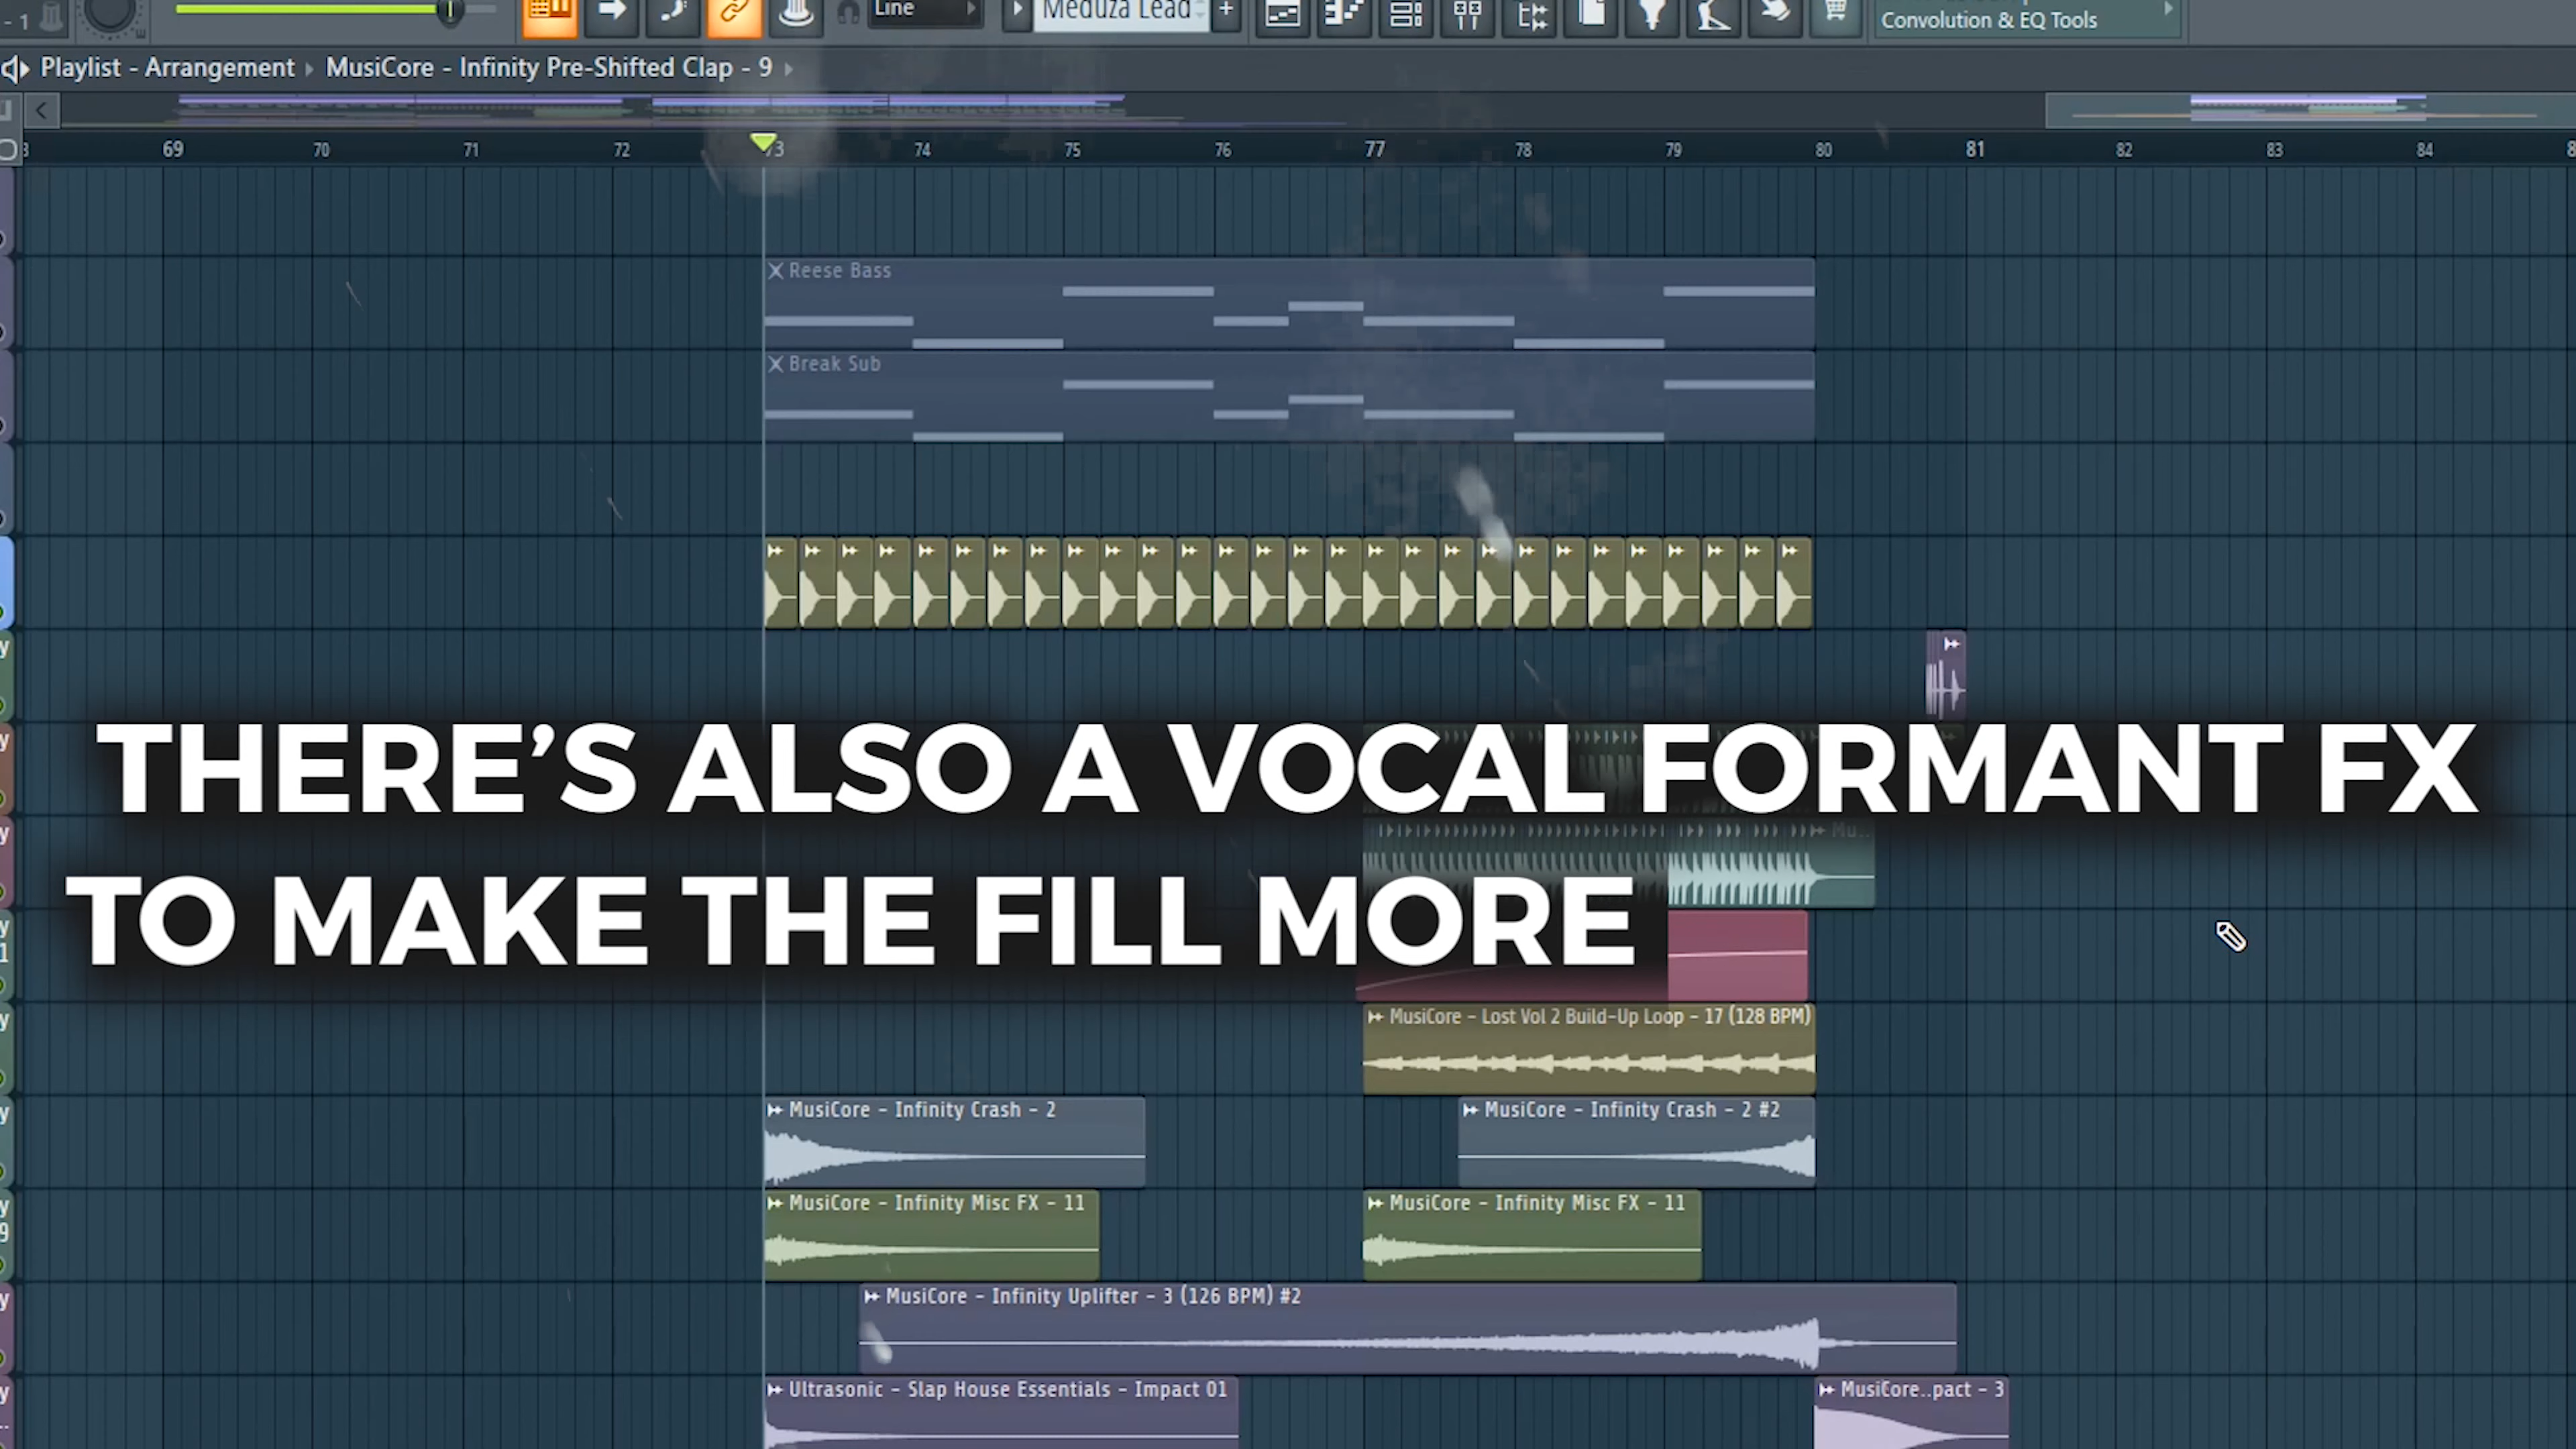 - 1
Line
Meduza Lead
+
Convolution & EQ Tools
Playlist - Arrangement
MusiCore - Infinity Pre-Shifted Clap - 9
69 70 71 72 73 74 75 76 77 78 79 80 81 82 83 84
Reese Bass
Break Sub
THERE'S ALSO A VOCAL FORMANT FX
TO MAKE THE FILL MORE
MusiCore - Lost Vol 2 Build-Up Loop - 17 (128 BPM)
MusiCore - Infinity Crash - 2
MusiCore - Infinity Crash - 2 #2
MusiCore - Infinity Misc FX - 11
MusiCore - Infinity Misc FX - 11
MusiCore - Infinity Uplifter - 3 (126 BPM) #2
Ultrasonic - Slap House Essentials - Impact 01
MusiCore..pact - 3